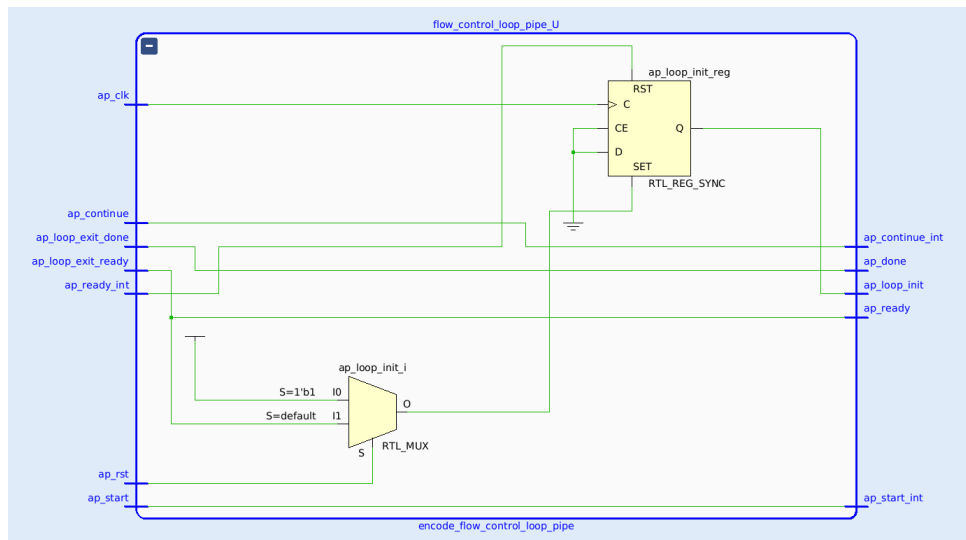 flow_control_loop_pipe_U
ap_loop_init_reg
RST
ap_clk
C
CE
Q
D
SET
RTL_REG_SYNC
ap_continue
ap_loop_exit_done
ap_continue_int
ap_loop_exit_ready
ap_done
ap_ready_int
ap_loop_init
ap_ready
ap_loop_init_i
S=1'b1 I0
O
S=default I1
RTL_MUX
S
ap_rst
ap_start
ap_start_int
encode_flow_control_loop_pipe